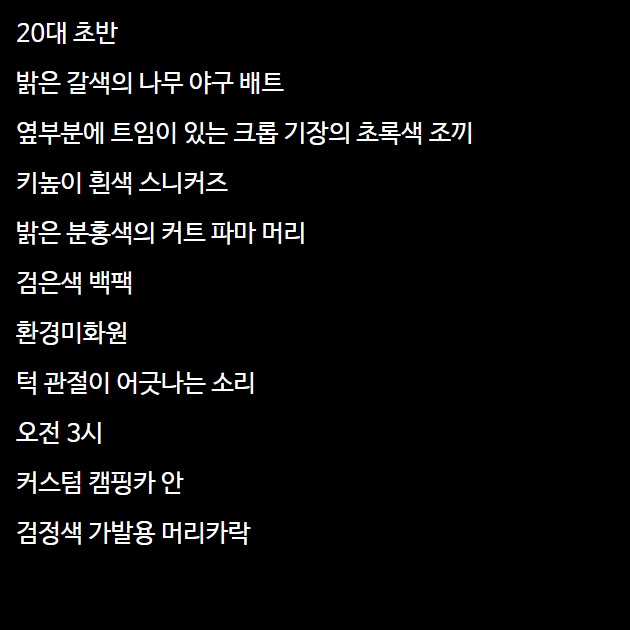 20대 초반
밝은 갈색의 나무 야구 배트
옆부분에 트임이 있는 크롭 기장의 초록색 조끼
키높이 흰색 스니커즈
밝은 분홍색의 커트 파마 머리
검은색 백팩
환경미화원
턱 관절이 어긋나는 소리
오전 3시
커스텀 캠핑카 안
검정색 가발용 머리카락